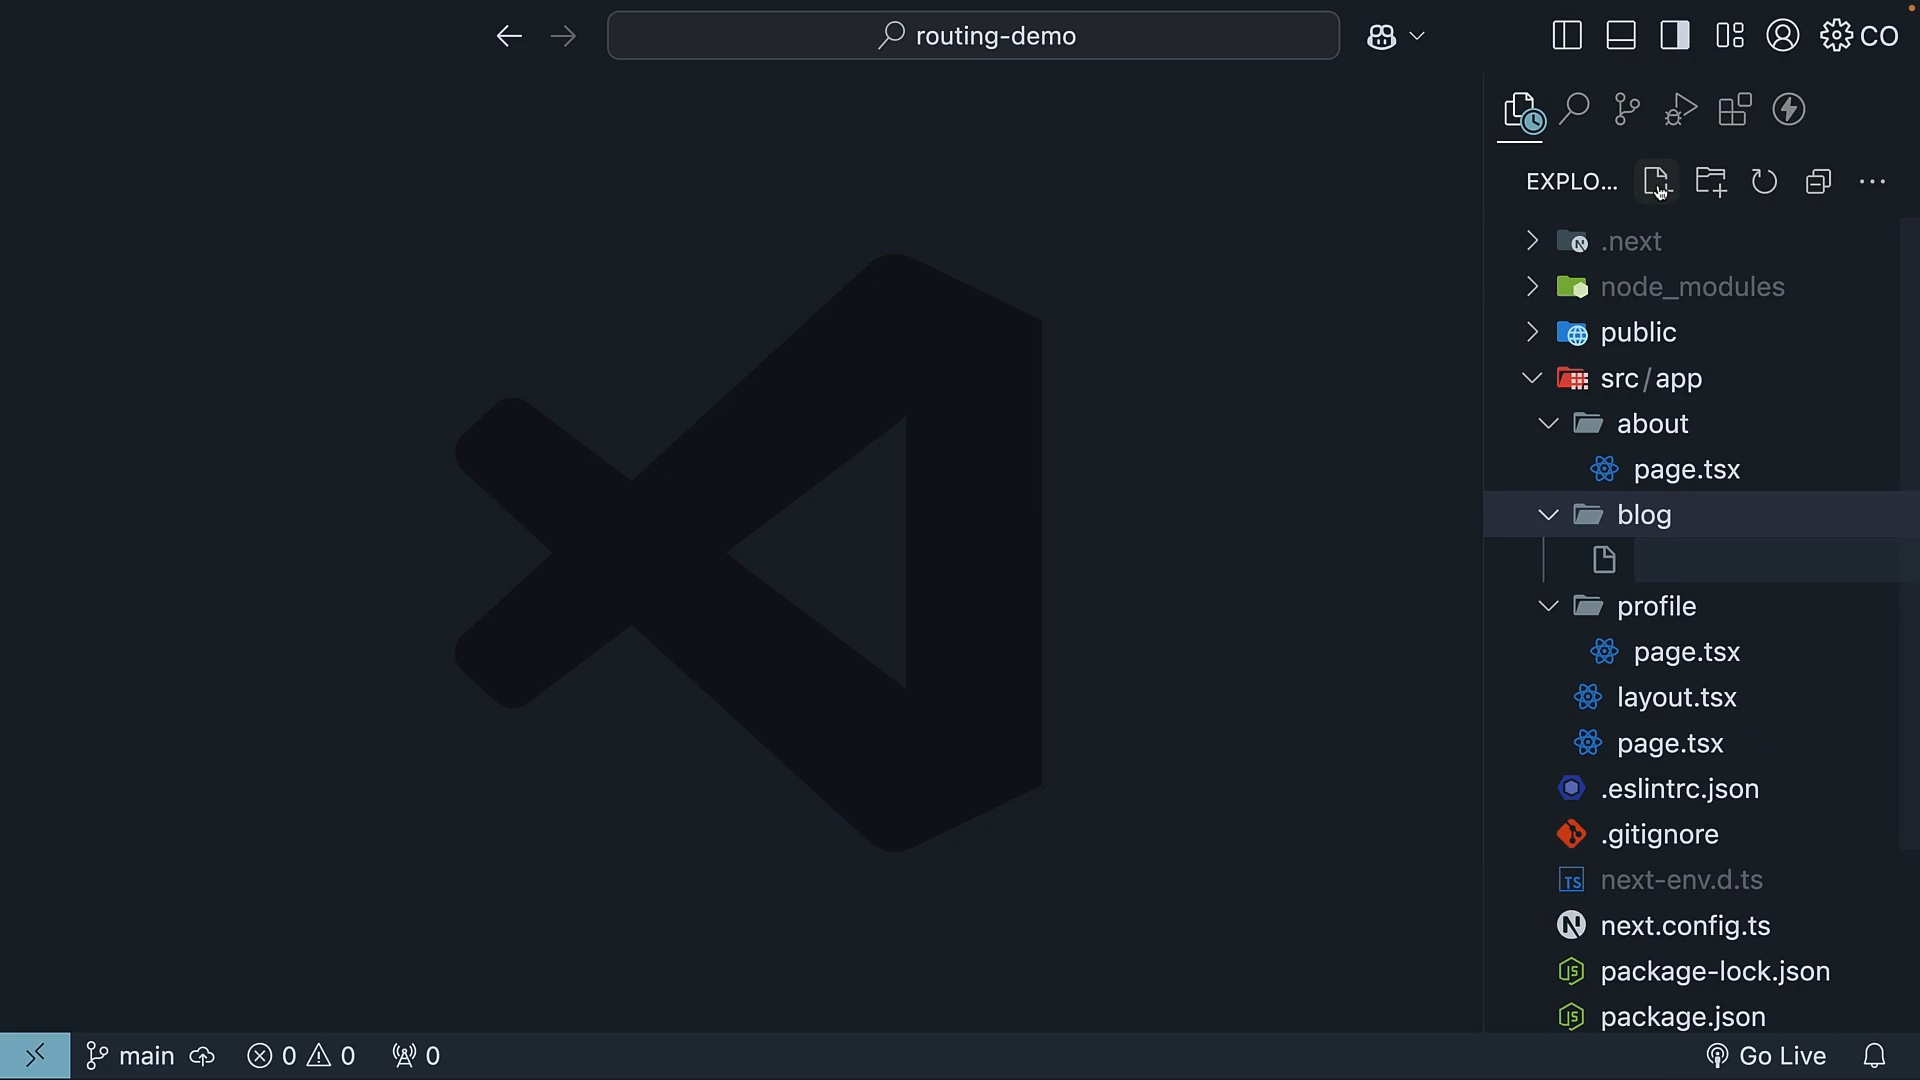 routing-demo
CO
EXPLO...
.next
node_modules
public
src/app
about
page.tsx
blog
profile
page.tsx
layout.tsx
page.tsx
.eslintrc.json
.gitignore
TS next-env.d.ts
next.config.ts
package-lock.json
package.json
main 0 0 0
Go Live